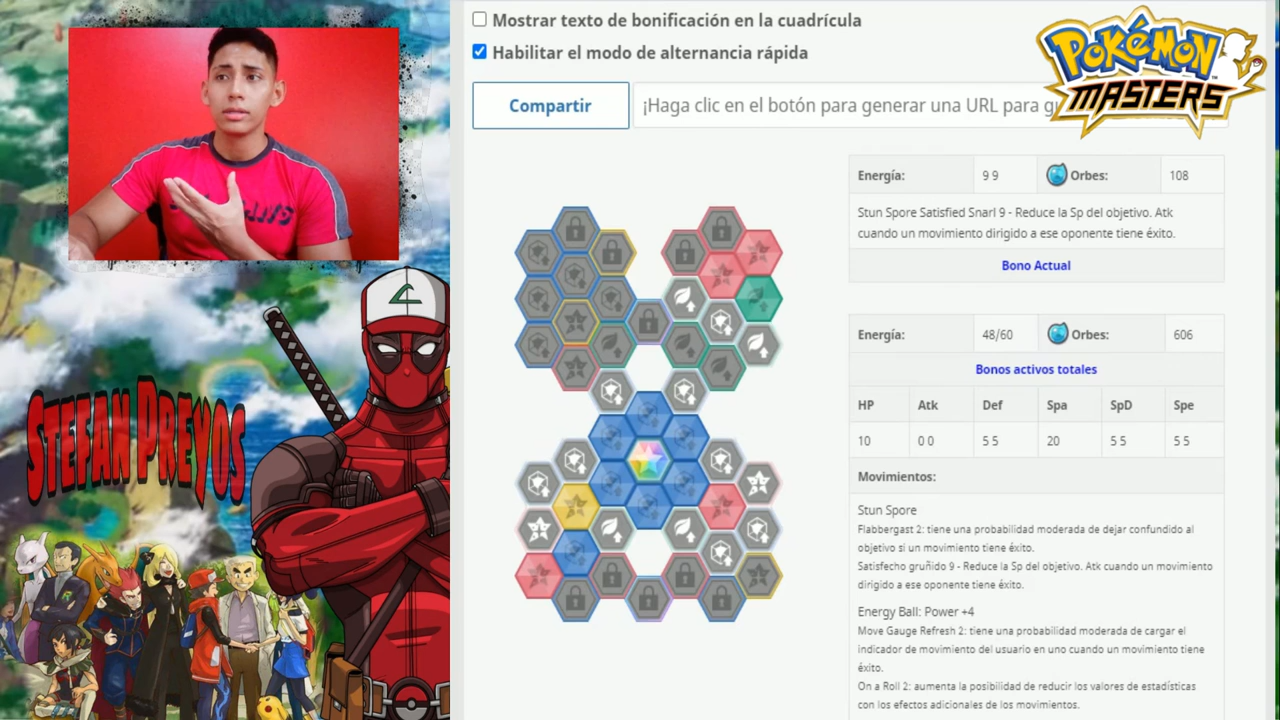 Mostrar texto de bonificación en la cuadrícula
Habilitar el modo de alternancia rápida
POKÉMON
MASTERS
Compartir
¡Haga clic en el botón para generar una URL para
Energía: 9 9 Orbes: 108
Stun Spore Satisfied Snarl 9 - Reduce la Sp del objetivo. Atk
cuando un movimiento dirigido a ese oponente tiene éxito.
Bono Actual
Energía: 48/60 Orbes: 606
Bonos activos totales
HP Atk Def Spa SpD Spe
10 0 0 5 5 20 5 5 5 5
Movimientos:
Stun Spore
Flabbergast 2: tiene una probabilidad moderada de dejar confundido al
objetivo si un movimiento tiene éxito.
Satisfecho gruñido 9 - Reduce la Sp del objetivo. Atk cuando un movimiento
dirigido a ese oponente tiene éxito.
Energy Ball: Power +4
Move Gauge Refresh 2: tiene una probabilidad moderada de cargar el
indicador de movimiento del usuario en uno cuando un movimiento tiene
éxito.
On a Roll 2: aumenta la posibilidad de reducir los valores de estadísticas
con los efectos adicionales de los movimientos.
STEFAN PREYOS